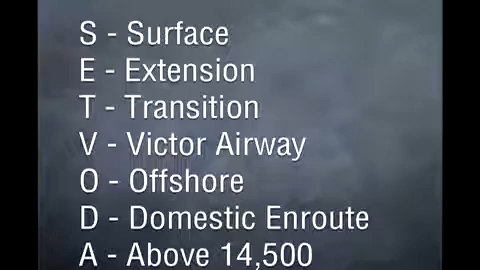 S - Surface
E - Extension
T - Transition
V - Victor Airway
O - Offshore
D - Domestic Enroute
A - Above 14,500